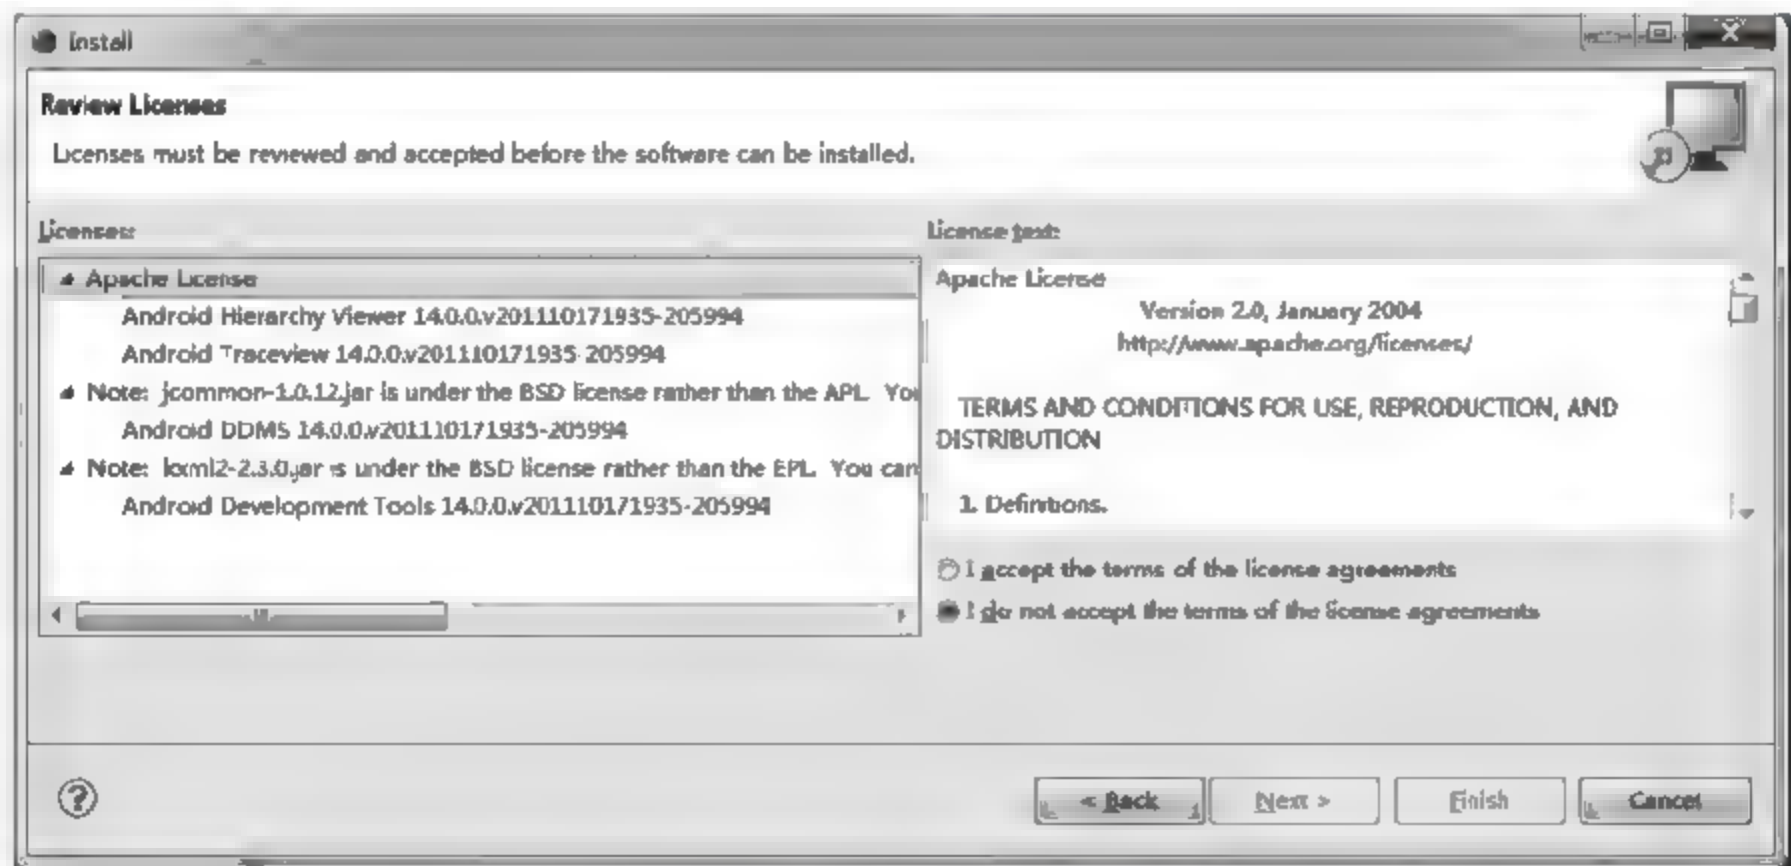 Install
Review Licenses
Licenses must be reviewed and accepted before the software can be installed.
Licenses:
Apache License
Android Hierarchy Viewer 14.0.0.v201110171935-205994
Android Traceview 14.0.0.v201110171935-205994
Note: jcommon-1.0.12.jar is under the BSD license rather than the APL. You
Android DDMS 14.0.0.v201110171935-205994
Note: kxml2-2.3.0.jar is under the BSD license rather than the EPL. You can
Android Development Tools 14.0.0.v201110171935-205994
License text:
Apache License
Version 2.0, January 2004
http://www.apache.org/licenses/
TERMS AND CONDITIONS FOR USE, REPRODUCTION, AND
DISTRIBUTION
1. Definitions.
I accept the terms of the license agreements
I do not accept the terms of the license agreements
< Back
Next >
Finish
Cancel